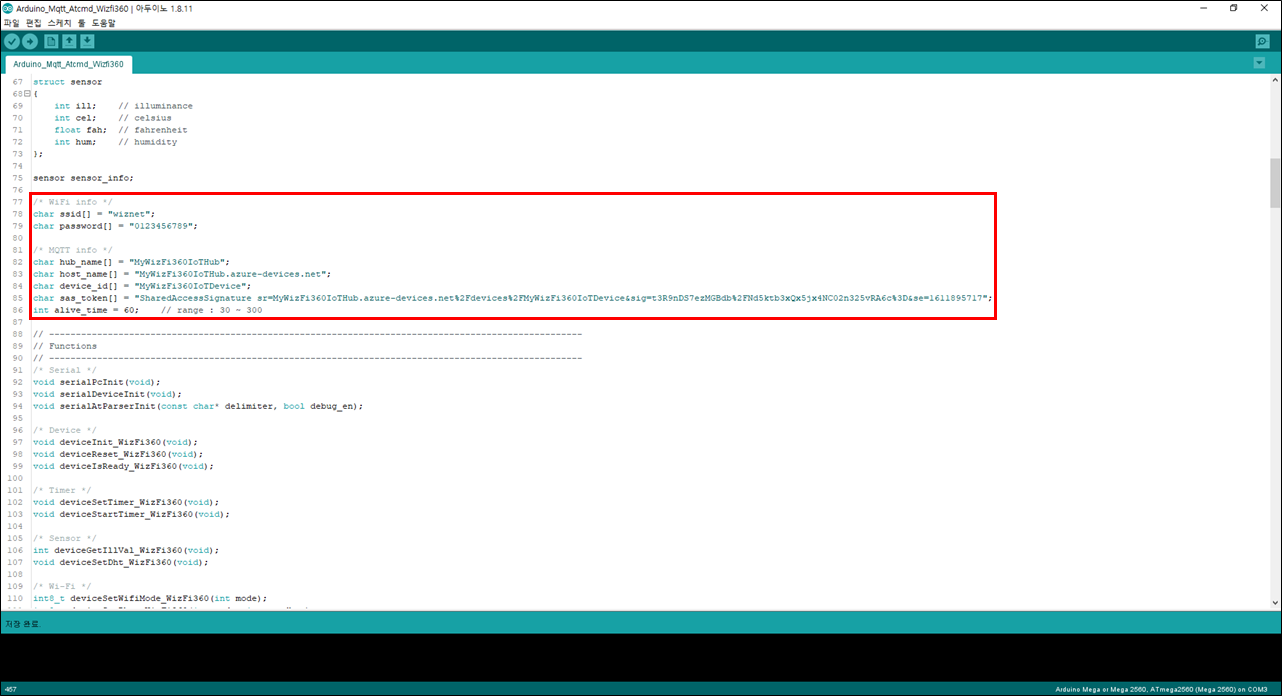 Arduino_Mqtt_Atcmd_Wizfi360 | 아두이노 1.8.11
파일 편집 스케치 툴 도움말
Arduino_Mqtt_Atcmd_Wizfi360
67 struct sensor
68 {
69 int ill; // illuminance
70 int cel; // celsius
71 float fah; // fahrenheit
72 int hum; // humidity
73 };
74
75 sensor sensor_info;
76
77 /* WiFi info */
78 char ssid[] = "wiznet";
79 char password[] = "0123456789";
80
81 /* MQTT info */
82 char hub_name[] = "MyWizFi360IoTHub";
83 char host_name[] = "MyWizFi360IoTHub.azure-devices.net";
84 char device_id[] = "MyWizFi360IoTDevice";
85 char sas_token[] = "SharedAccessSignature sr=MyWizFi360IoTHub.azure-devices.net%2Fdevices%2FMyWizFi360IoTDevice&sig=t3R9nDS7ezMGBdb%2FNd5ktb3xQx5jx4NC02n325vRA6c%3D&se=1611895717";
86 int alive_time = 60; // range : 30 ~ 300
87
88 // ----------------------------------------------------------------------------------------------------
89 // Functions
90 // ----------------------------------------------------------------------------------------------------
91 /* Serial */
92 void serialPcInit(void);
93 void serialDeviceInit(void);
94 void serialAtParserInit(const char* delimiter, bool debug_en);
95
96 /* Device */
97 void deviceInit_WizFi360(void);
98 void deviceReset_WizFi360(void);
99 void deviceIsReady_WizFi360(void);
100
101 /* Timer */
102 void deviceSetTimer_WizFi360(void);
103 void deviceStartTimer_WizFi360(void);
104
105 /* Sensor */
106 int deviceGetIllVal_WizFi360(void);
107 void deviceSetDht_WizFi360(void);
108
109 /* Wi-Fi */
110 int8_t deviceSetWifiMode_WizFi360(int mode);
저장 완료.
467
Arduino Mega or Mega 2560, ATmega2560 (Mega 2560) on COM3